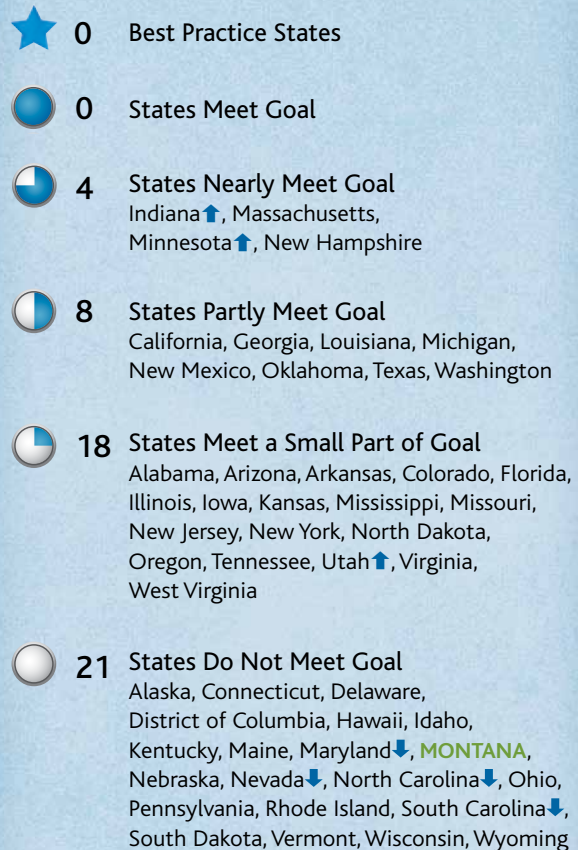 0 Best Practice States
0 States Meet Goal
4 States Nearly Meet Goal
Indiana⬆, Massachusetts,
Minnesota⬆, New Hampshire
8 States Partly Meet Goal
California, Georgia, Louisiana, Michigan,
New Mexico, Oklahoma, Texas, Washington
18 States Meet a Small Part of Goal
Alabama, Arizona, Arkansas, Colorado, Florida,
Illinois, Iowa, Kansas, Mississippi, Missouri,
New Jersey, New York, North Dakota,
Oregon, Tennessee, Utah⬆, Virginia,
West Virginia
21 States Do Not Meet Goal
Alaska, Connecticut, Delaware,
District of Columbia, Hawaii, Idaho,
Kentucky, Maine, Maryland⬇, MONTANA,
Nebraska, Nevada⬇, North Carolina⬇, Ohio,
Pennsylvania, Rhode Island, South Carolina⬇,
South Dakota, Vermont, Wisconsin, Wyoming